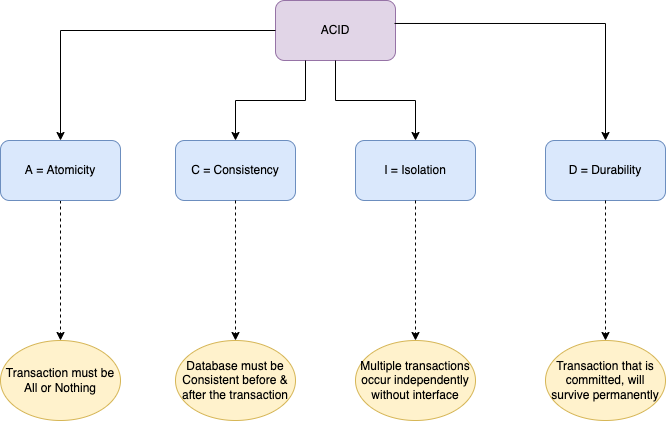 ACID
A = Atomicity
C = Consistency
I = Isolation
D = Durability
Transaction must be
All or Nothing
Database must be
Consistent before &
after the transaction
Multiple transactions
occur independently
without interface
Transaction that is
committed, will
survive permanently